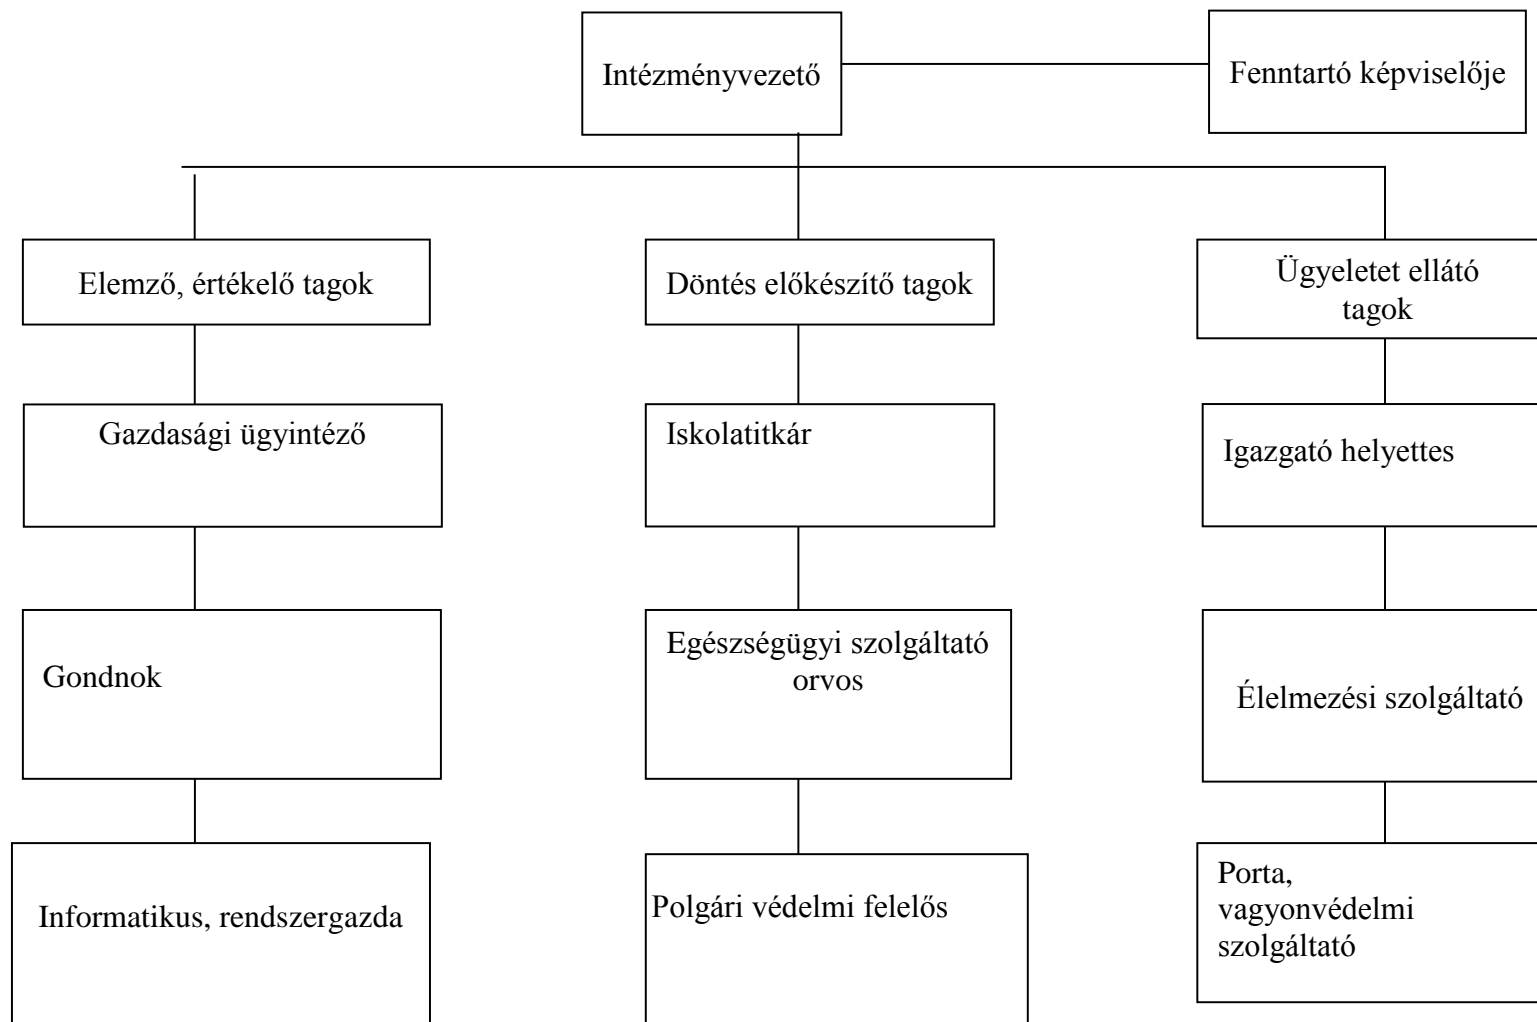 Intézményvezető
Fenntartó képviselője
Elemző, értékelő tagok
Döntés előkészítő tagok
Ügyeletet ellátó
tagok
Gazdasági ügyintéző
Iskolatitkár
Igazgató helyettes
Gondnok
Egészségügyi szolgáltató
orvos
Élelmezési szolgáltató
Informatikus, rendszergazda
Polgári védelmi felelős
Porta,
vagyonvédelmi
szolgáltató